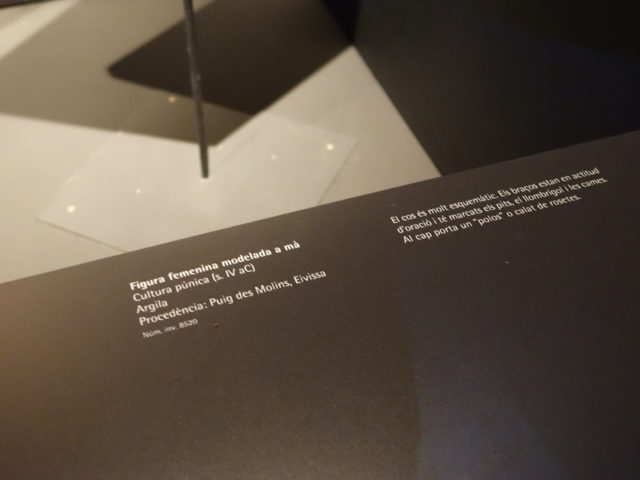 Figura femenina modelada a mà
Cultura púnica (s. IV aC)
Argila
Procedència: Puig des Molins, Eivissa
Núm. inv. 8520
El cos és molt esquemàtic. Els braços estan en actitud
d'oració i té marcats els pits, el llombrígol i les cames.
Al cap porta un "polos" o calat de rosetes.